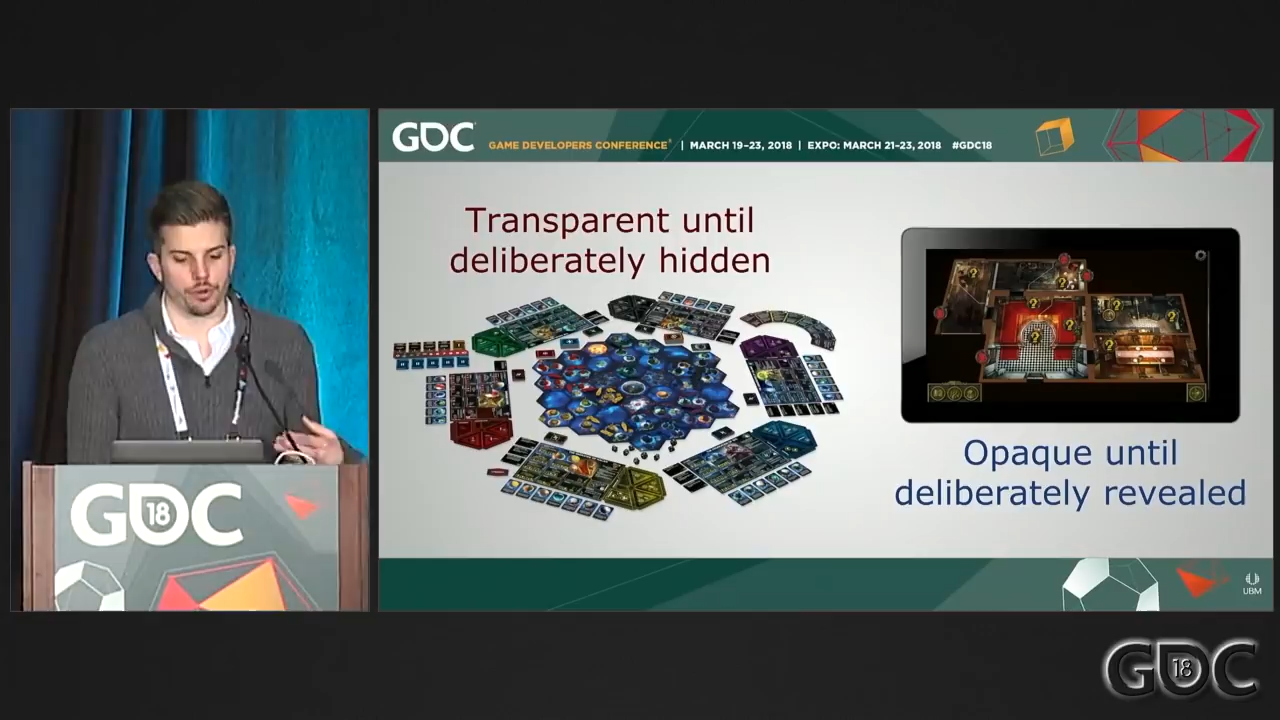 GDC
GAME DEVELOPERS CONFERENCE® | MARCH 19–23, 2018 | EXPO: MARCH 21–23, 2018 #GDC18
Transparent until
deliberately hidden
Opaque until
deliberately revealed
GDC
18
UBM
GDC
18